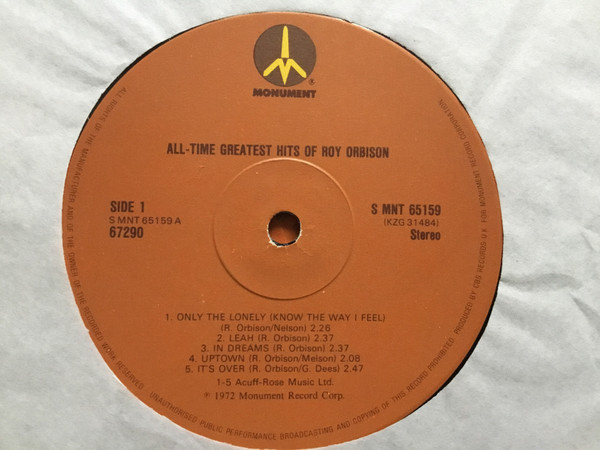 ®
MONUMENT
ALL-TIME GREATEST HITS OF ROY ORBISON
SIDE 1
S MNT 65159 A
67290
S MNT 65159
(KZG 31484)
Stereo
1. ONLY THE LONELY (KNOW THE WAY I FEEL)
(R. Orbison/Nelson) 2.26
2. LEAH (R. Orbison) 2.37
3. IN DREAMS (R. Orbison) 2.37
4. UPTOWN (R. Orbison/Melson) 2.08
5. IT'S OVER (R. Orbison/G. Dees) 2.47
1-5 Acuff-Rose Music Ltd.
℗ 1972 Monument Record Corp.
ALL RIGHTS OF THE MANUFACTURER AND OF THE OWNER OF THE RECORDED WORK RESERVED. UNAUTHORISED PUBLIC PERFORMANCE BROADCASTING AND COPYING OF THIS RECORD PROHIBITED. PRODUCED BY CBS RECORDS U.K. FOR MONUMENT RECORD CORPORATION